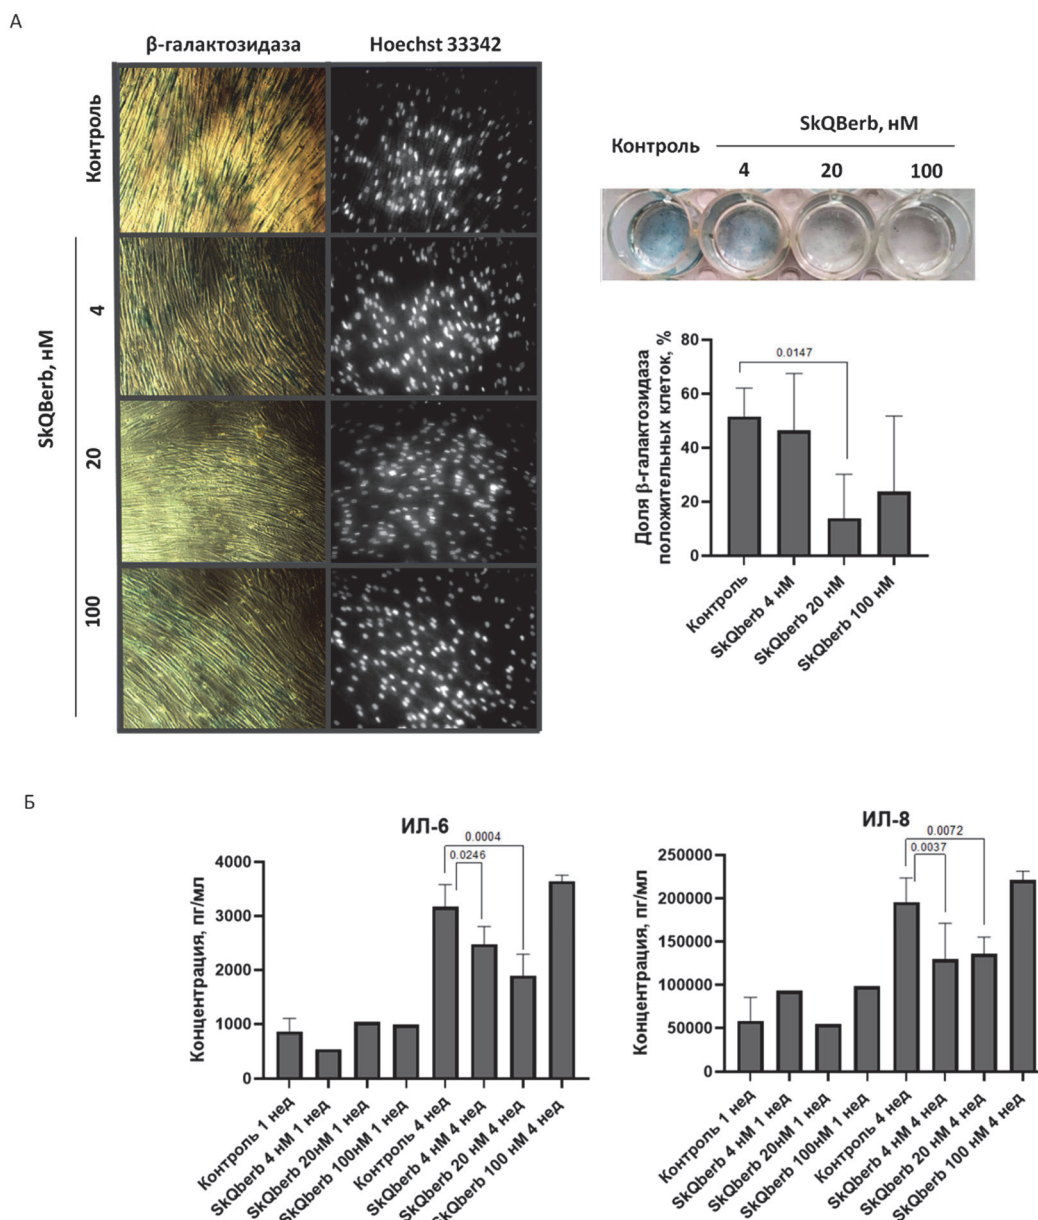 А
β-галактозидаза
Hoechst 33342
Контроль
SkQBerb, нМ
4
20
100
SkQBerb, нМ
Контроль
4
20
100
Доля β-галактозидаза
положительных клеток, %
80
60
40
20
0
0.0147
Контроль
SkQberb 4 нМ
SkQberb 20 нМ
SkQberb 100 нМ
Б
ИЛ-6
Концентрация, пг/мл
4000
3000
2000
1000
0
0.0004
0.0246
Контроль 1 нед
SkQberb 4 нМ 1 нед
SkQberb 20нМ 1 нед
SkQberb 100нМ 1 нед
Контроль 4 нед
SkQberb 4 нМ 4 нед
SkQberb 20 нМ 4 нед
SkQberb 100 нМ 4 нед
ИЛ-8
Концентрация, пг/мл
250000
200000
150000
100000
50000
0
0.0072
0.0037
Контроль 1 нед
SkQberb 4 нМ 1 нед
SkQberb 20нМ 1 нед
SkQberb 100нМ 1 нед
Контроль 4 нед
SkQberb 4 нМ 4 нед
SkQberb 20 нМ 4 нед
SkQberb 100 нМ 4 нед